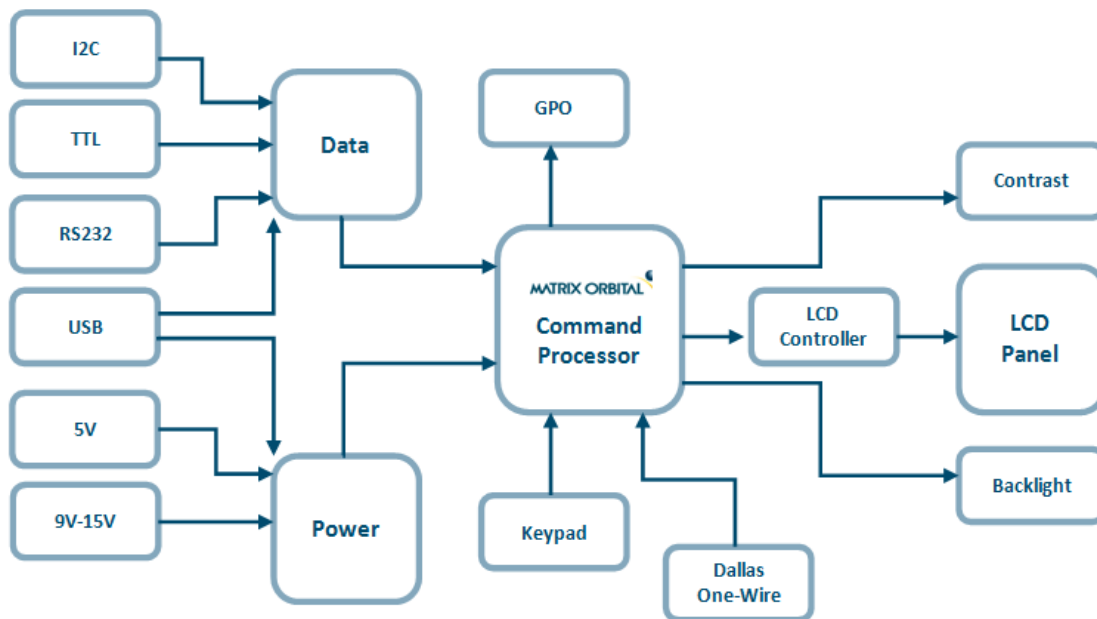 I2C
TTL
RS232
USB
5V
9V-15V
Data
Power
GPO
MATRIX ORBITAL
Command
Processor
Keypad
Dallas
One-Wire
LCD
Controller
Contrast
LCD
Panel
Backlight